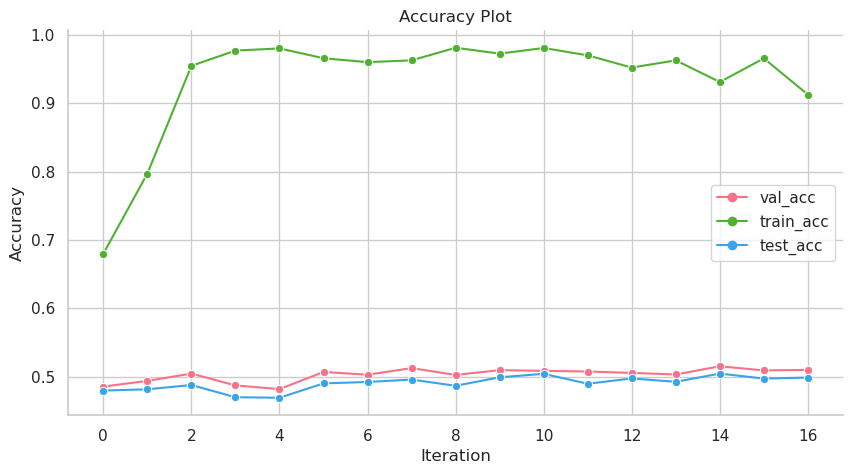 Accuracy Plot
Accuracy
1.0
0.9
0.8
0.7
0.6
0.5
val_acc
train_acc
test_acc
0 2 4 6 8 10 12 14 16
Iteration